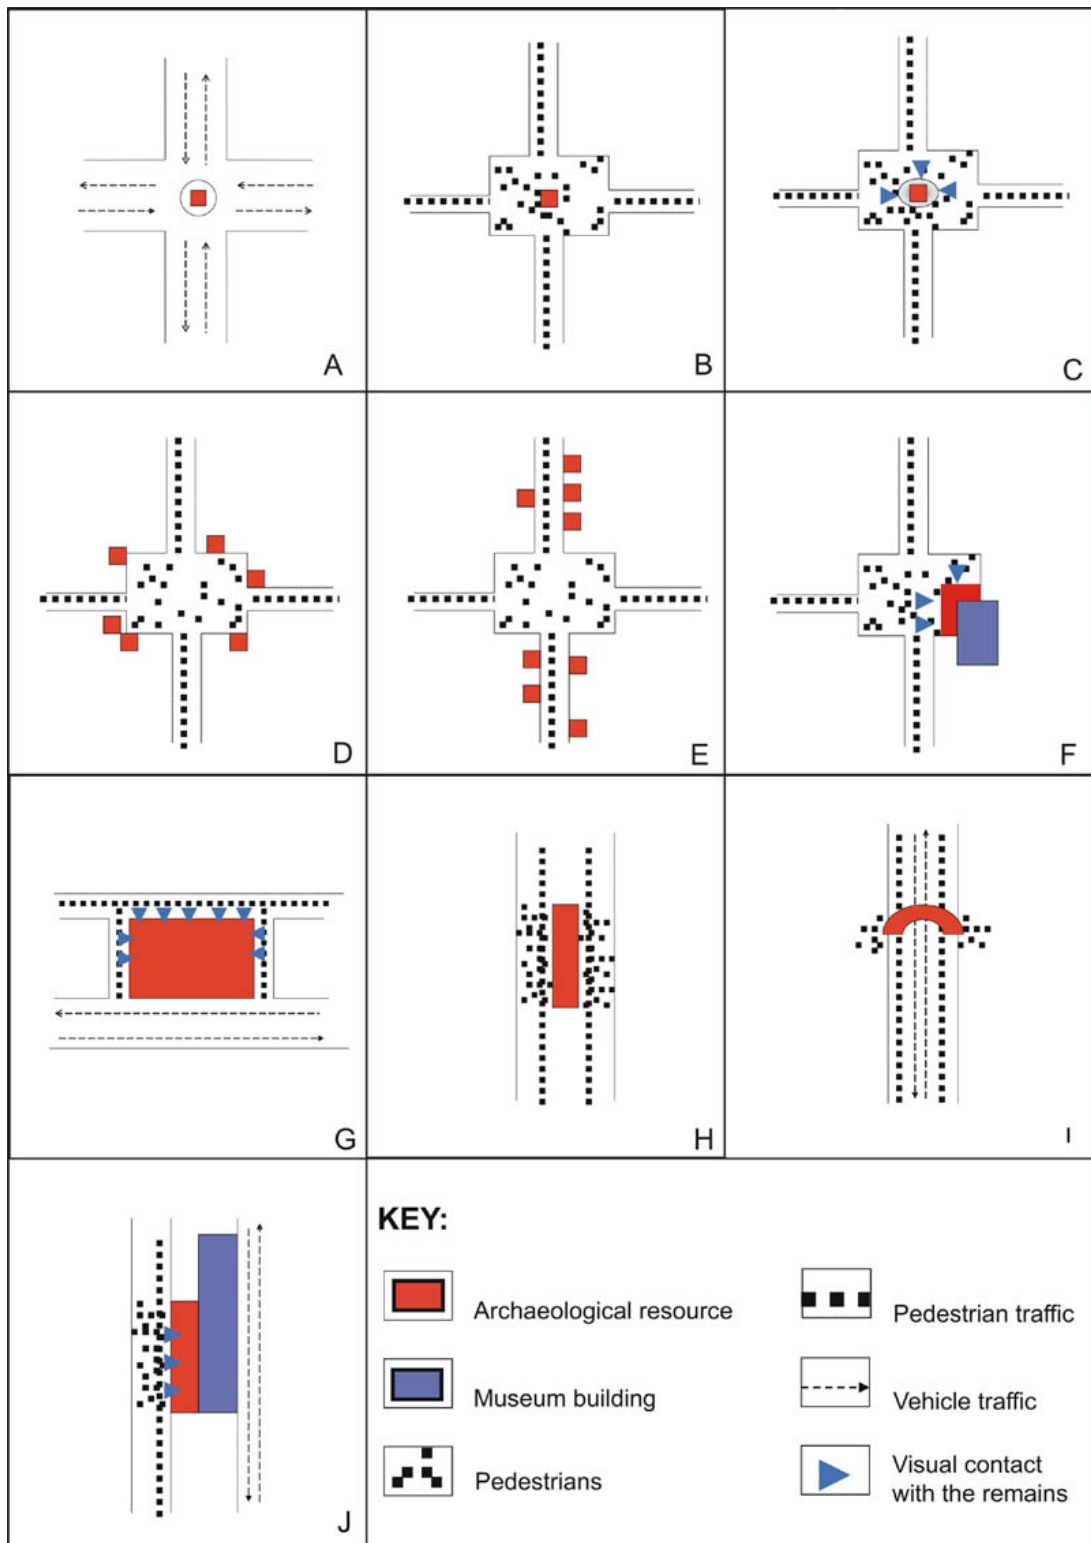 A
B
C
D
E
F
G
H
I
J
KEY:
Archaeological resource
Museum building
Pedestrians
Pedestrian traffic
Vehicle traffic
Visual contact
with the remains